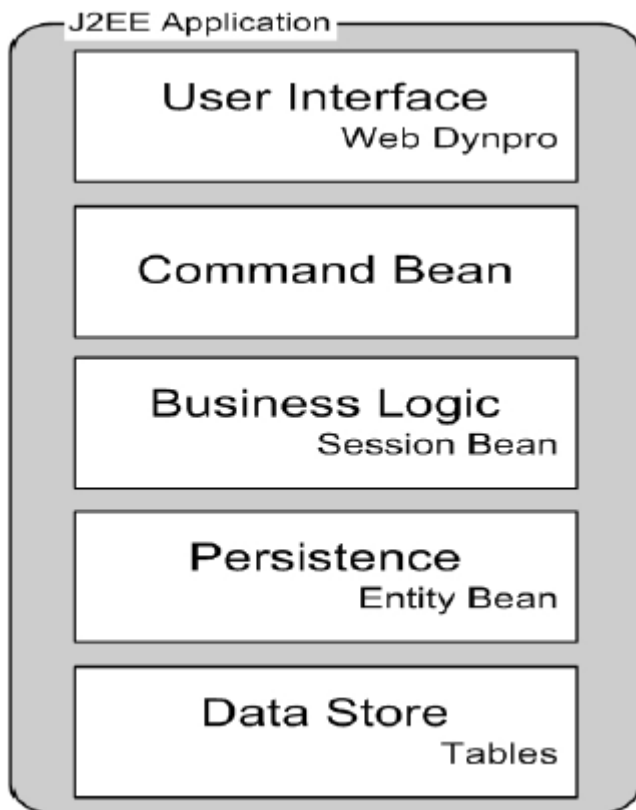 J2EE Application
User Interface
Web Dynpro
Command Bean
Business Logic
Session Bean
Persistence
Entity Bean
Data Store
Tables